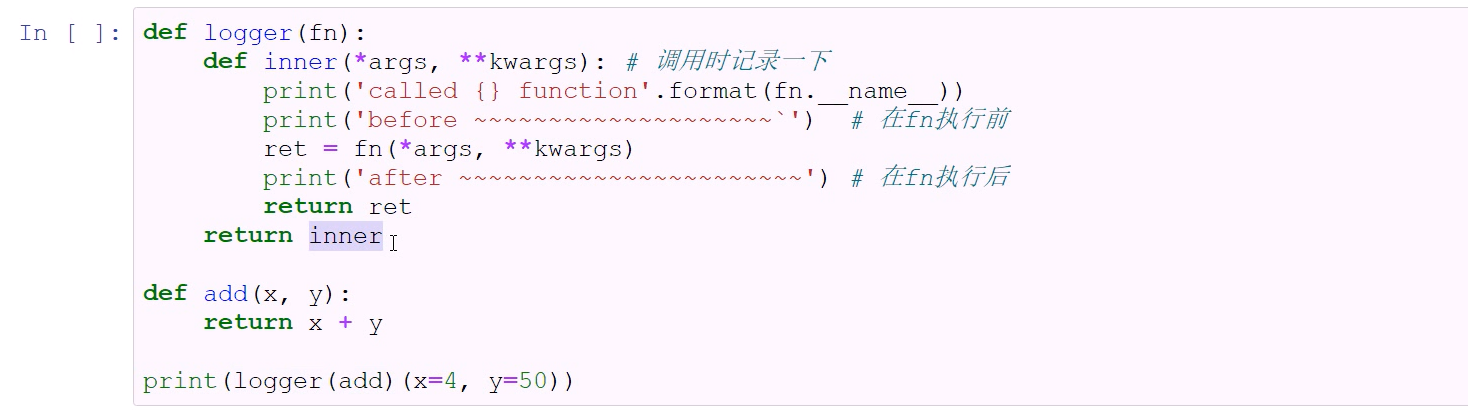 In [ ]: def logger(fn):
    def inner(*args, **kwargs): # 调用时记录一下
        print('called {} function'.format(fn.__name__))
        print('before ~~~~~~~~~~~~~~~~~~~~`')  # 在fn执行前
        ret = fn(*args, **kwargs)
        print('after ~~~~~~~~~~~~~~~~~~~~~~~') # 在fn执行后
        return ret
    return inner
def add(x, y):
    return x + y
print(logger(add)(x=4, y=50))